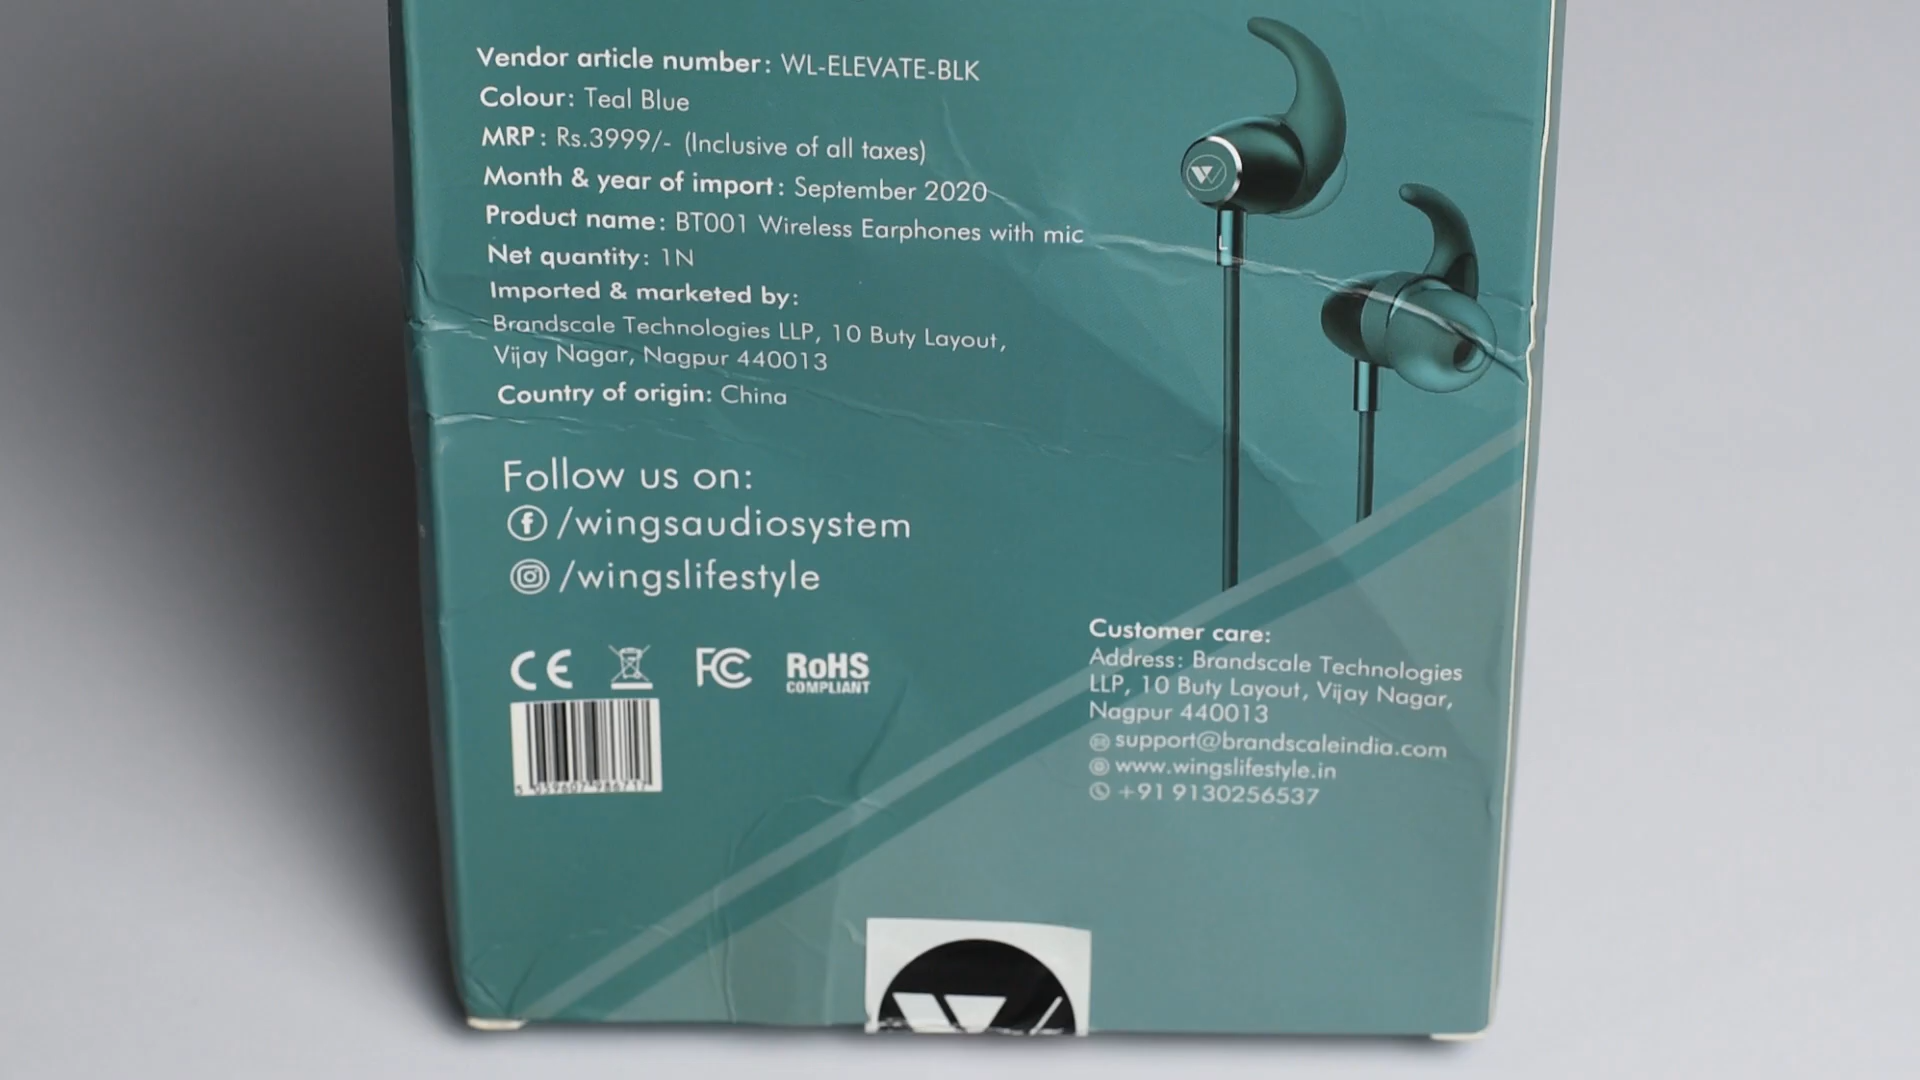 Vendor article number: WL-ELEVATE-BLK
Colour: Teal Blue
MRP: Rs.3999/- (Inclusive of all taxes)
Month & year of import: September 2020
Product name: BT001 Wireless Earphones with mic
Net quantity: 1N
Imported & marketed by:
Brandscale Technologies LLP, 10 Buty Layout,
Vijay Nagar, Nagpur 440013
Country of origin: China
L
Follow us on:
/wingsaudiosystem
/wingslifestyle
CE FC RoHS
COMPLIANT
5 059607 986717
Customer care:
Address: Brandscale Technologies
LLP, 10 Buty Layout, Vijay Nagar,
Nagpur 440013
support@brandscaleindia.com
www.wingslifestyle.in
+91 9130256537